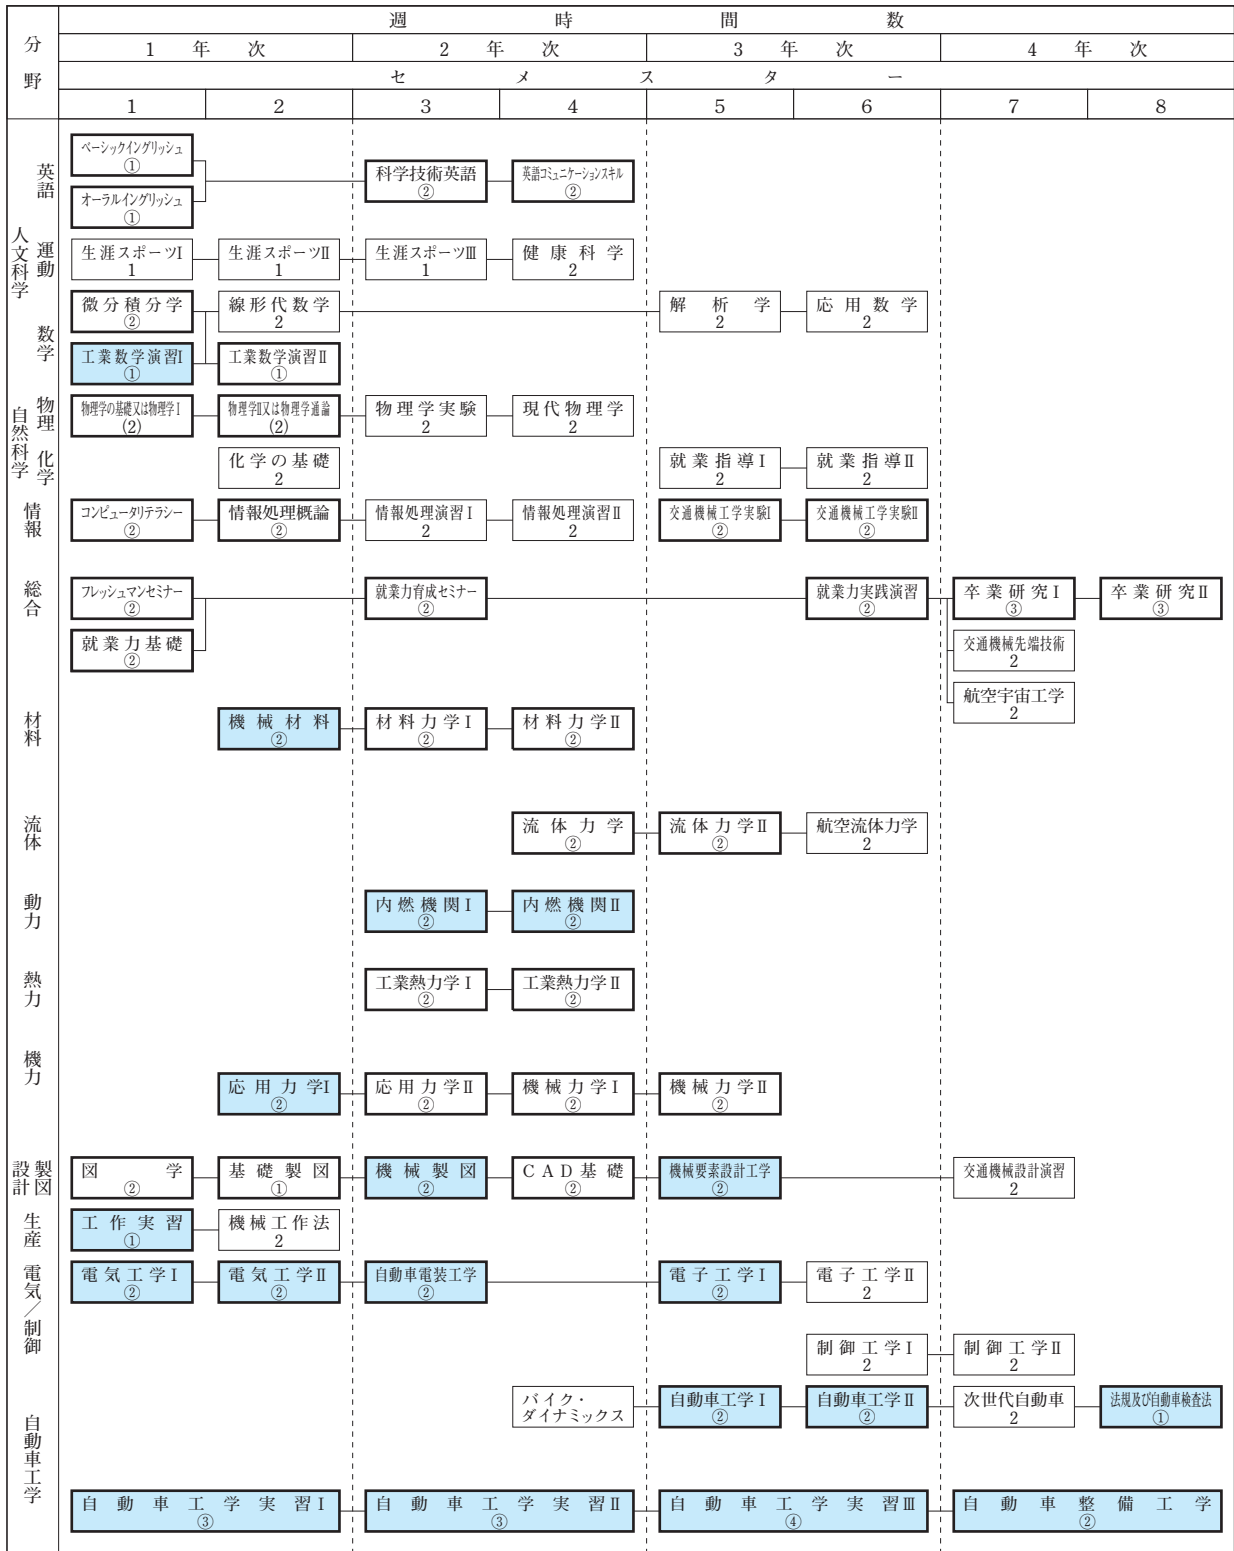 分野
週時間数
1年次 2年次 3年次 4年次
セメスター
1 2 3 4 5 6 7 8
人文科学
英語
ベーシックイングリッシュ
①
オーラルイングリッシュ
①
科学技術英語
②
英語コミュニケーションスキル
②
運動
生涯スポーツⅠ
1
生涯スポーツⅡ
1
生涯スポーツⅢ
1
健康科学
2
自然科学
数学
微分積分学
②
線形代数学
2
解析学
2
応用数学
2
工業数学演習Ⅰ
①
工業数学演習Ⅱ
①
物理
物理学の基礎又は物理学Ⅰ
(2)
物理学Ⅱ又は物理学通論
(2)
物理学実験
2
現代物理学
2
化学
化学の基礎
2
就業指導Ⅰ
2
就業指導Ⅱ
2
情報
コンピュータリテラシー
②
情報処理概論
②
情報処理演習Ⅰ
2
情報処理演習Ⅱ
2
交通機械工学実験Ⅰ
②
交通機械工学実験Ⅱ
②
総合
フレッシュマンセミナー
②
就業力育成セミナー
②
就業力実践演習
②
卒業研究Ⅰ
③
卒業研究Ⅱ
③
就業力基礎
②
交通機械先端技術
2
航空宇宙工学
2
材料
機械材料
②
材料力学Ⅰ
②
材料力学Ⅱ
②
流体
流体力学
②
流体力学Ⅱ
②
航空流体力学
2
動力
内燃機関Ⅰ
②
内燃機関Ⅱ
②
熱力
工業熱力学Ⅰ
②
工業熱力学Ⅱ
②
機力
応用力学Ⅰ
②
応用力学Ⅱ
②
機械力学Ⅰ
②
機械力学Ⅱ
②
設計製図
図学
②
基礎製図
①
機械製図
②
CAD基礎
②
機械要素設計工学
②
交通機械設計演習
2
生産
工作実習
①
機械工作法
2
電気／制御
電気工学Ⅰ
②
電気工学Ⅱ
②
自動車電装工学
②
電子工学Ⅰ
②
電子工学Ⅱ
2
制御工学Ⅰ
2
制御工学Ⅱ
2
自動車工学
バイク・
ダイナミックス
自動車工学Ⅰ
②
自動車工学Ⅱ
②
次世代自動車
2
法規及び自動車検査法
①
自動車工学実習Ⅰ
③
自動車工学実習Ⅱ
③
自動車工学実習Ⅲ
④
自動車整備工学
②